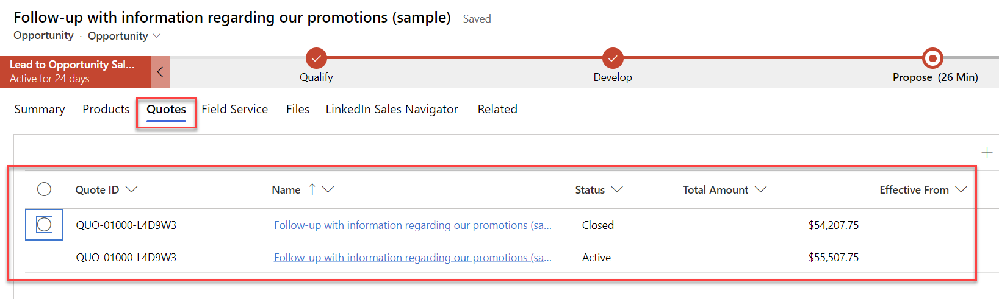 Follow-up with information regarding our promotions (sample) - Saved
Opportunity · Opportunity
Lead to Opportunity Sal...
Active for 24 days
Qualify
Develop
Propose (26 Min)
Summary Products Quotes Field Service Files LinkedIn Sales Navigator Related
Quote ID Name Status Total Amount Effective From
QUO-01000-L4D9W3 Follow-up with information regarding our promotions (sa... Closed $54,207.75
QUO-01000-L4D9W3 Follow-up with information regarding our promotions (sa... Active $55,507.75